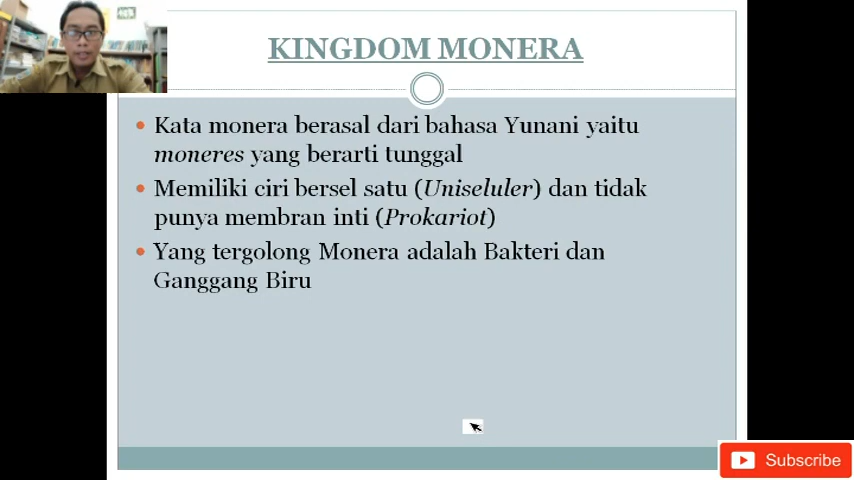 KINGDOM MONERA
Kata monera berasal dari bahasa Yunani yaitu
moneres yang berarti tunggal
Memiliki ciri bersel satu (Uniseluler) dan tidak
punya membran inti (Prokariot)
Yang tergolong Monera adalah Bakteri dan
Ganggang Biru
Subscribe